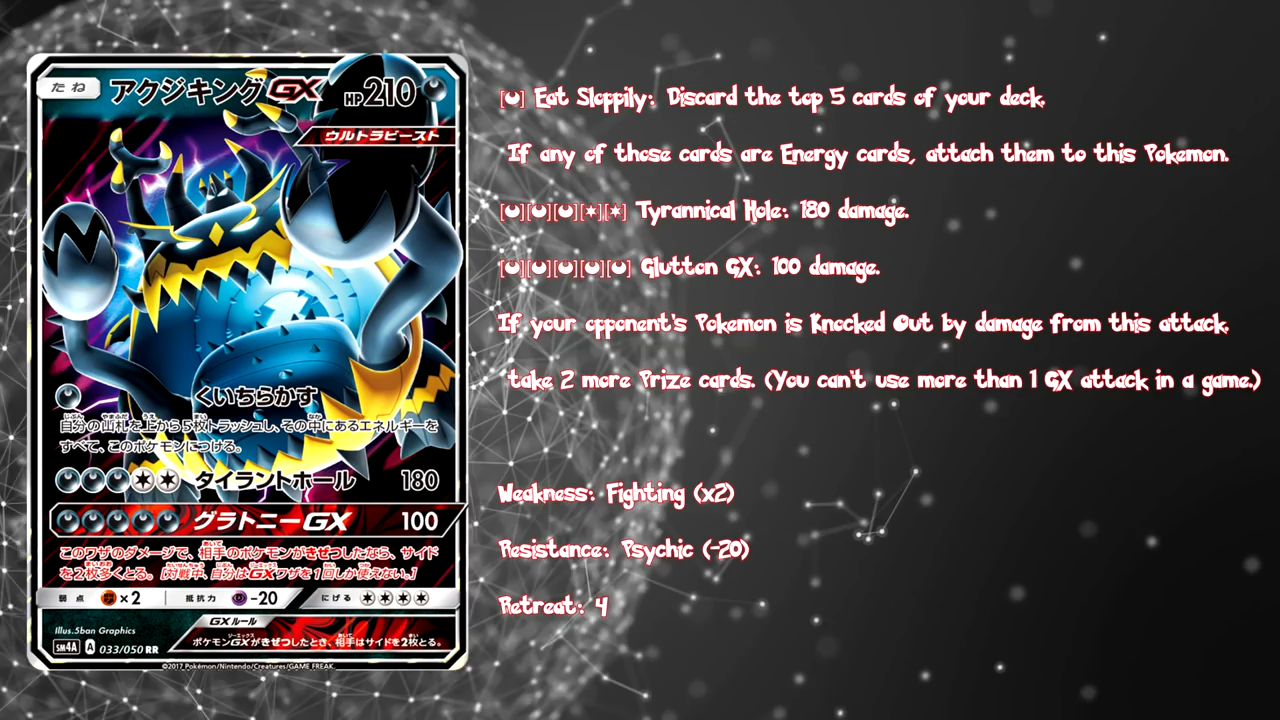 たね アクジキングGX HP210
ウルトラビースト
くいちらかす
自分の山札を上から5枚トラッシュし、その中にあるエネルギーを
すべて、このポケモンにつける。
タイラントホール 180
グラトニーGX 100
このワザのダメージで、相手のポケモンがきぜつしたなら、サイド
を2枚多くとる。[対戦中、自分はGXワザを1回しか使えない。]
弱点 ×2 抵抗力 -20 にげる
GXルール
ポケモンGXがきぜつしたとき、相手はサイドを2枚とる。
Illus.5ban Graphics
SM4A A 033/050 RR
©2017 Pokémon/Nintendo/Creatures/GAME FREAK.
Eat Sloppily: Discard the top 5 cards of your deck.
If any of those cards are Energy cards, attach them to this Pokemon.
Tyrannical Hole: 180 damage.
Glutton GX: 100 damage.
If your opponent's Pokemon is Knocked Out by damage from this attack,
take 2 more Prize cards. (You can't use more than 1 GX attack in a game.)
Weakness: Fighting (x2)
Resistance: Psychic (-20)
Retreat: 4